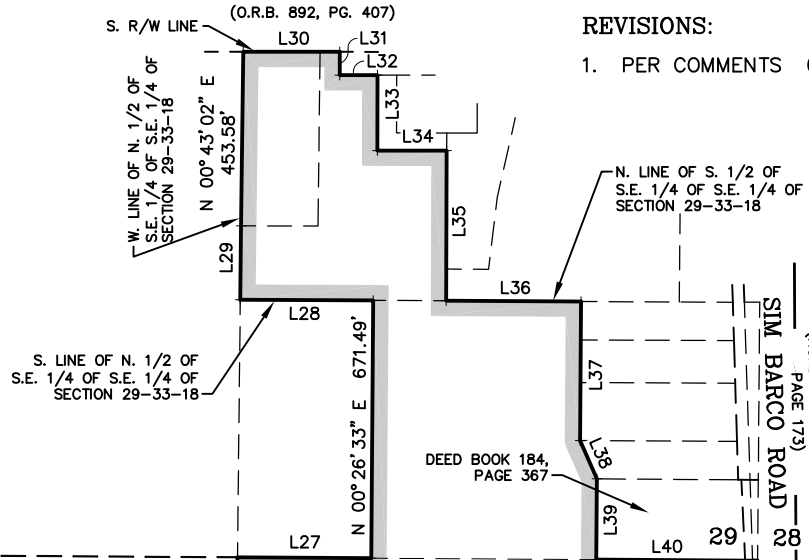 (O.R.B. 892, PG. 407)
S. R/W LINE
L30
L31
L32
L33
L34
REVISIONS:
1. PER COMMENTS
W. LINE OF N. 1/2 OF
S.E. 1/4 OF S.E. 1/4 OF
SECTION 29-33-18
N 00°43'02" E
453.58'
L29
L35
N. LINE OF S. 1/2 OF
S.E. 1/4 OF S.E. 1/4 OF
SECTION 29-33-18
L28
L36
S. LINE OF N. 1/2 OF
S.E. 1/4 OF S.E. 1/4 OF
SECTION 29-33-18
N 00°26'33" E 671.49'
L37
L38
DEED BOOK 184,
PAGE 367
L39
SIM BARCO ROAD
PAGE 173)
L27
L40
29
28